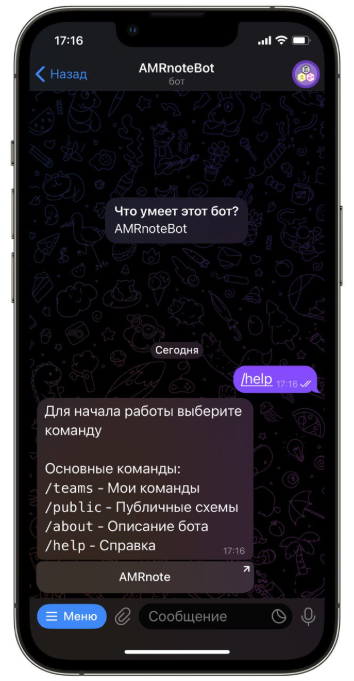 17:16
Назад
AMRnoteBot
бот
Что умеет этот бот?
AMRnoteBot
Сегодня
/help 17:16
Для начала работы выберите
команду
Основные команды:
/teams - Мои команды
/public - Публичные схемы
/about - Описание бота
/help - Справка
17:16
AMRnote
Меню
Сообщение